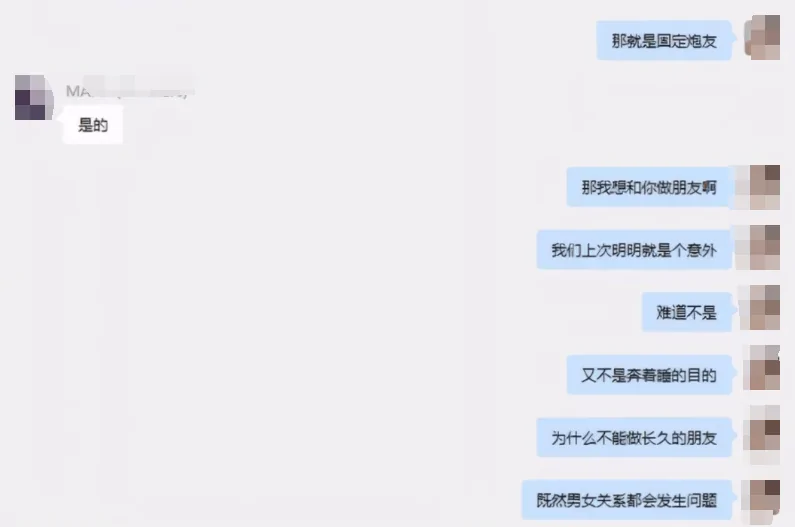 那就是固定炮友
MA
是的
那我想和你做朋友啊
我们上次明明就是个意外
难道不是
又不是奔着睡的目的
为什么不能做长久的朋友
既然男女关系都会发生问题